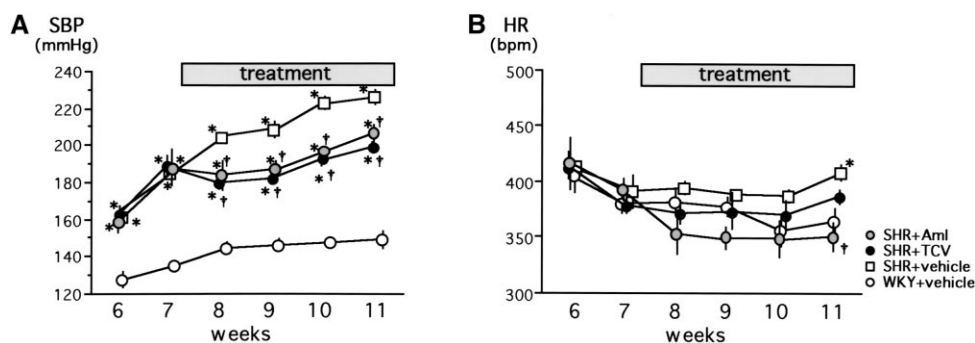 A SBP
(mmHg)
treatment
240
220
200
180
160
140
120
6 7 8 9 10 11
weeks
* * * * * * * * * * * * * * * * * *
† † † † † † † †
B HR
(bpm)
treatment
500
450
400
350
300
6 7 8 9 10 11
weeks
*
†
SHR+Aml
SHR+TCV
SHR+vehicle
WKY+vehicle